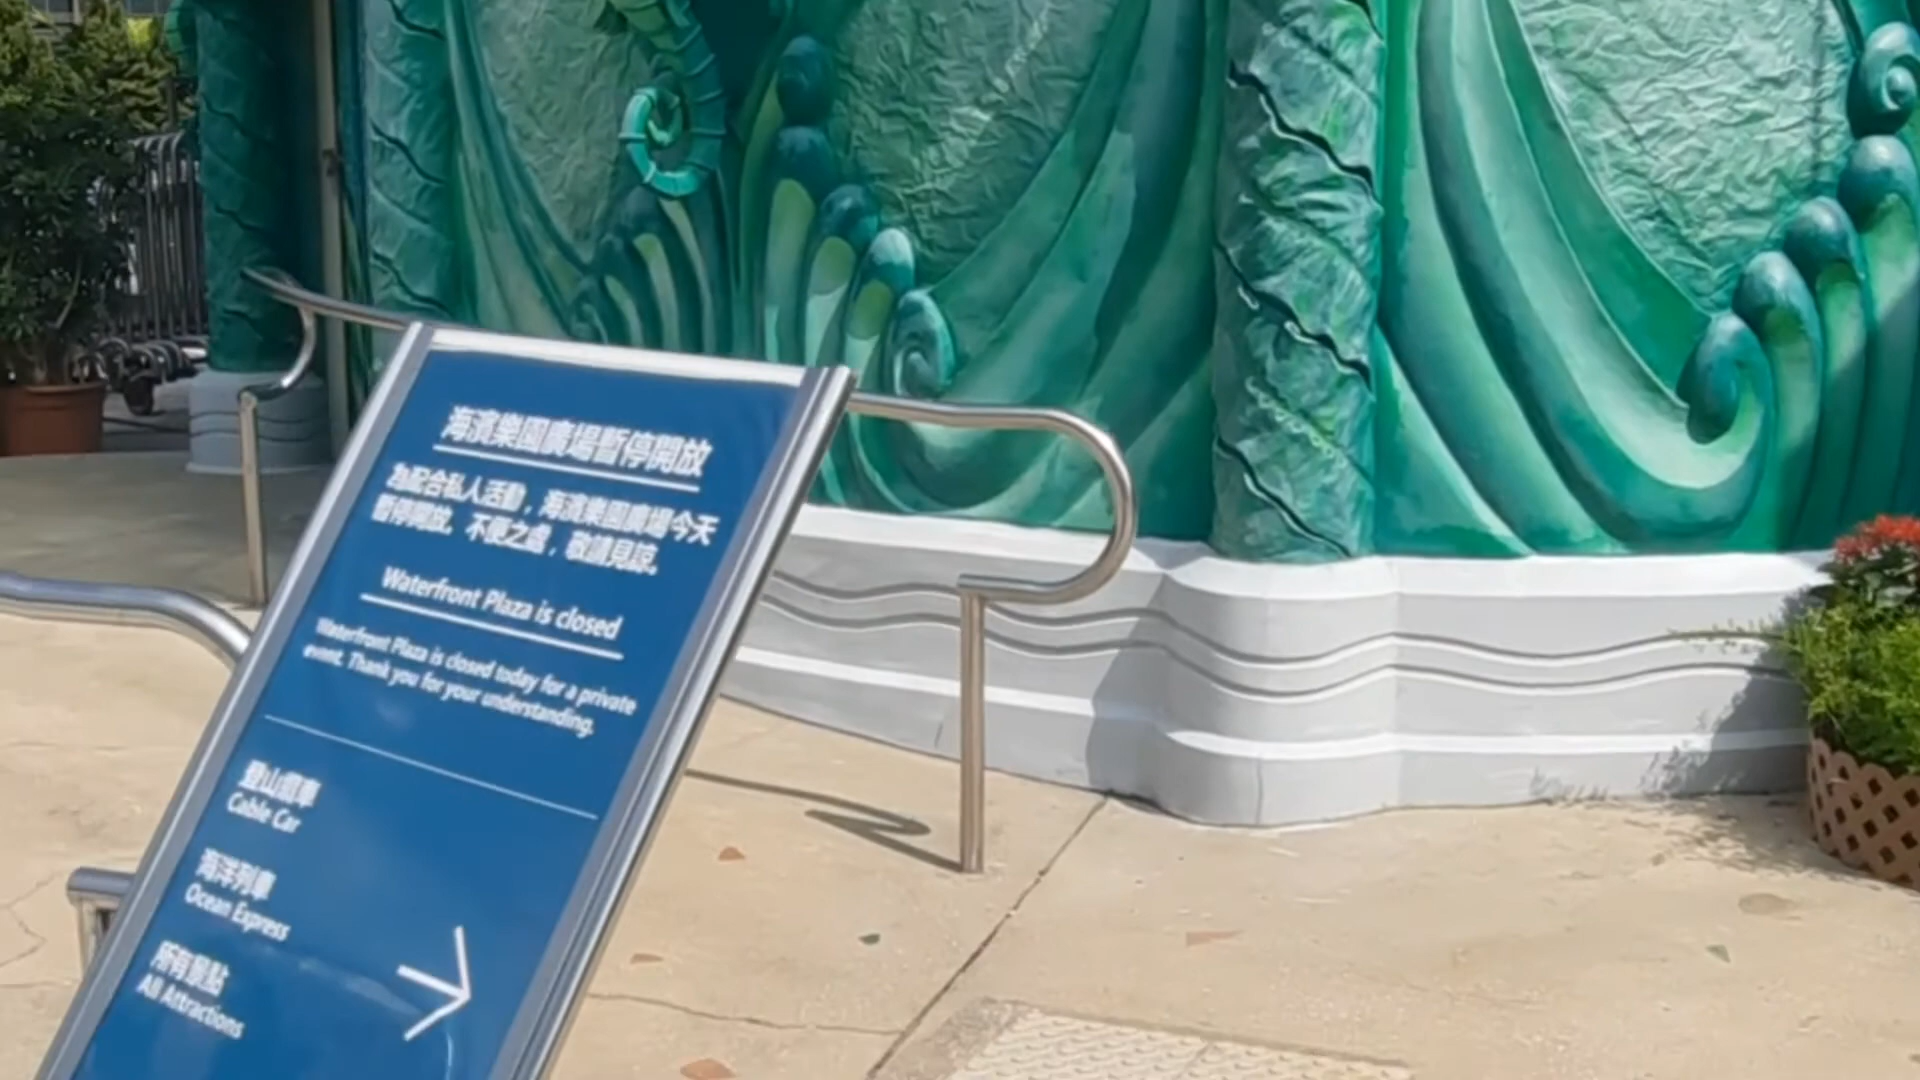 海濱樂園廣場暫停開放
為配合私人活動，海濱樂園廣場今天
暫停開放。不便之處，敬請見諒。
Waterfront Plaza is closed
Waterfront Plaza is closed today for a private
event. Thank you for your understanding.
登山纜車
Cable Car
海洋列車
Ocean Express
所有景點
All Attractions